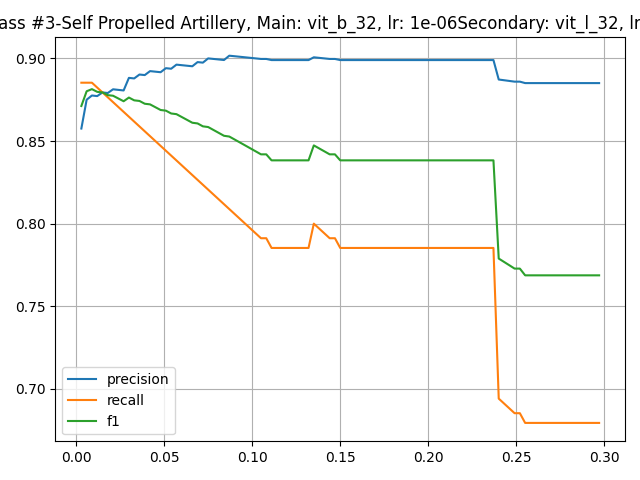 ass #3-Self Propelled Artillery, Main: vit_b_32, lr: 1e-06Secondary: vit_l_32, lr
0.90
0.85
0.80
0.75
0.70
precision
recall
f1
0.00 0.05 0.10 0.15 0.20 0.25 0.30